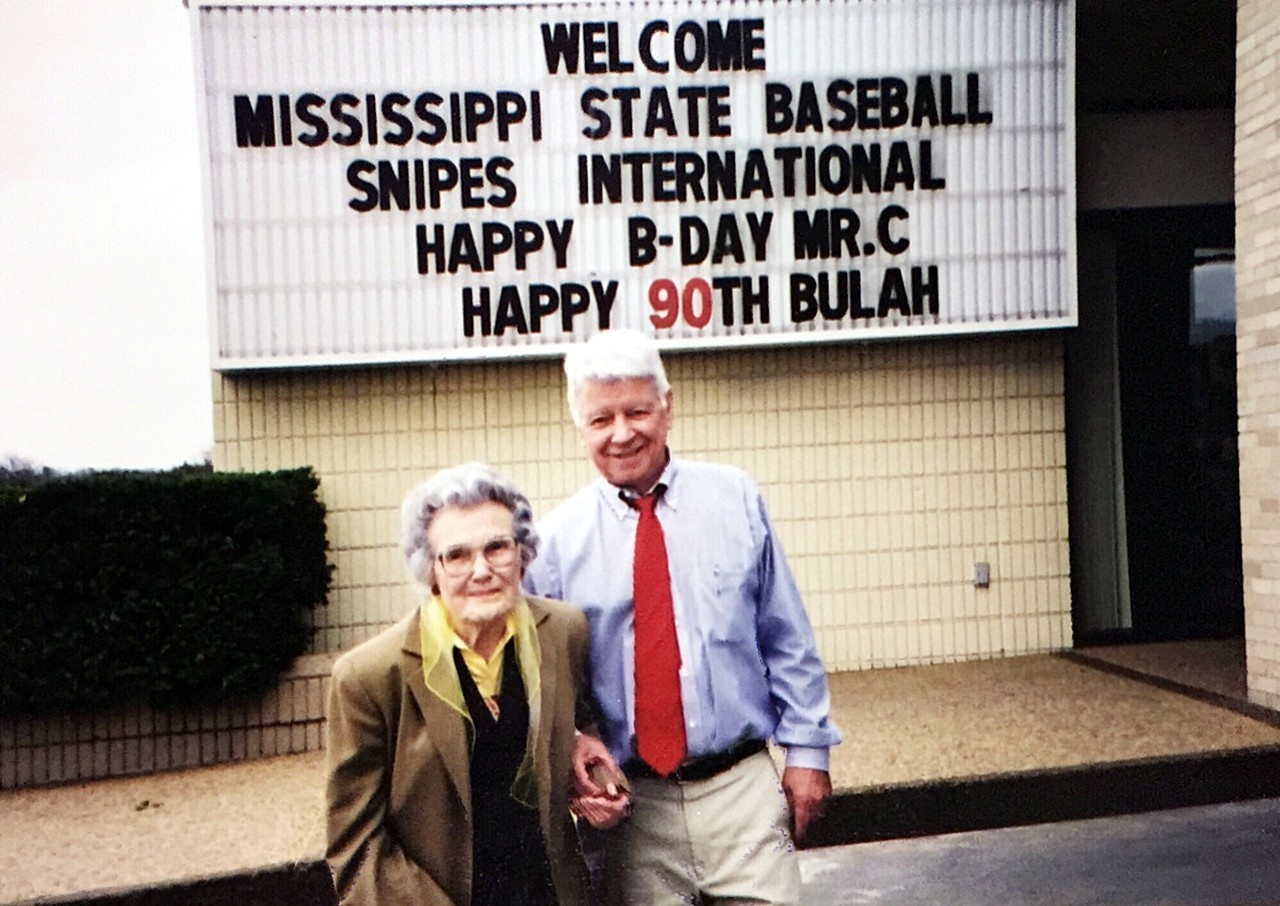 WELCOME
MISSISSIPPI STATE BASEBALL
SNIPES INTERNATIONAL
HAPPY B-DAY MR.C
HAPPY 90TH BULAH